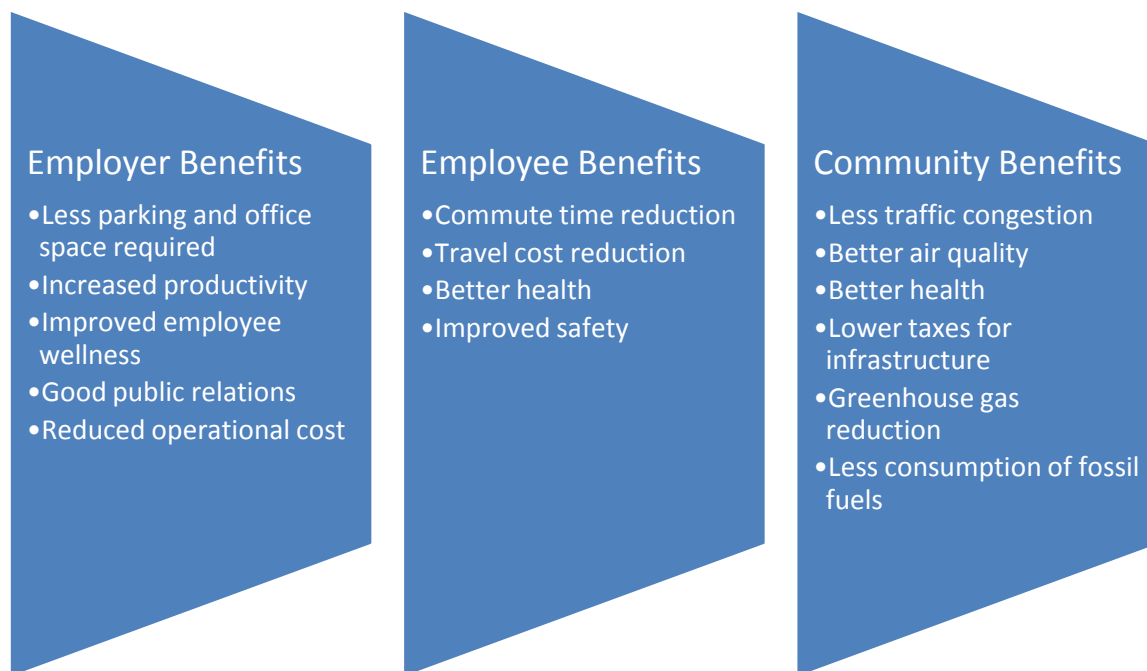 Employer Benefits
•Less parking and office
space required
•Increased productivity
•Improved employee
wellness
•Good public relations
•Reduced operational cost
Employee Benefits
•Commute time reduction
•Travel cost reduction
•Better health
•Improved safety
Community Benefits
•Less traffic congestion
•Better air quality
•Better health
•Lower taxes for
infrastructure
•Greenhouse gas
reduction
•Less consumption of fossil
fuels